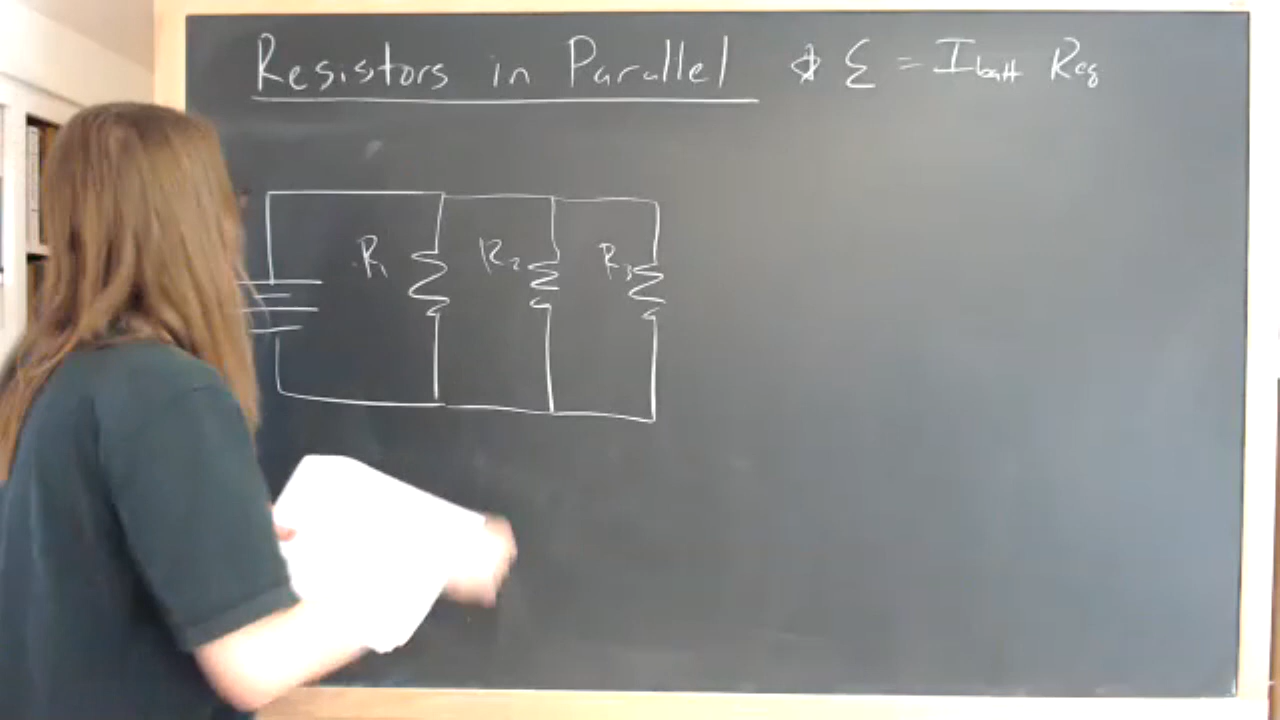 Resistors in Parallel * Ɛ = I_batt R_eq
R₁ R₂ R₃